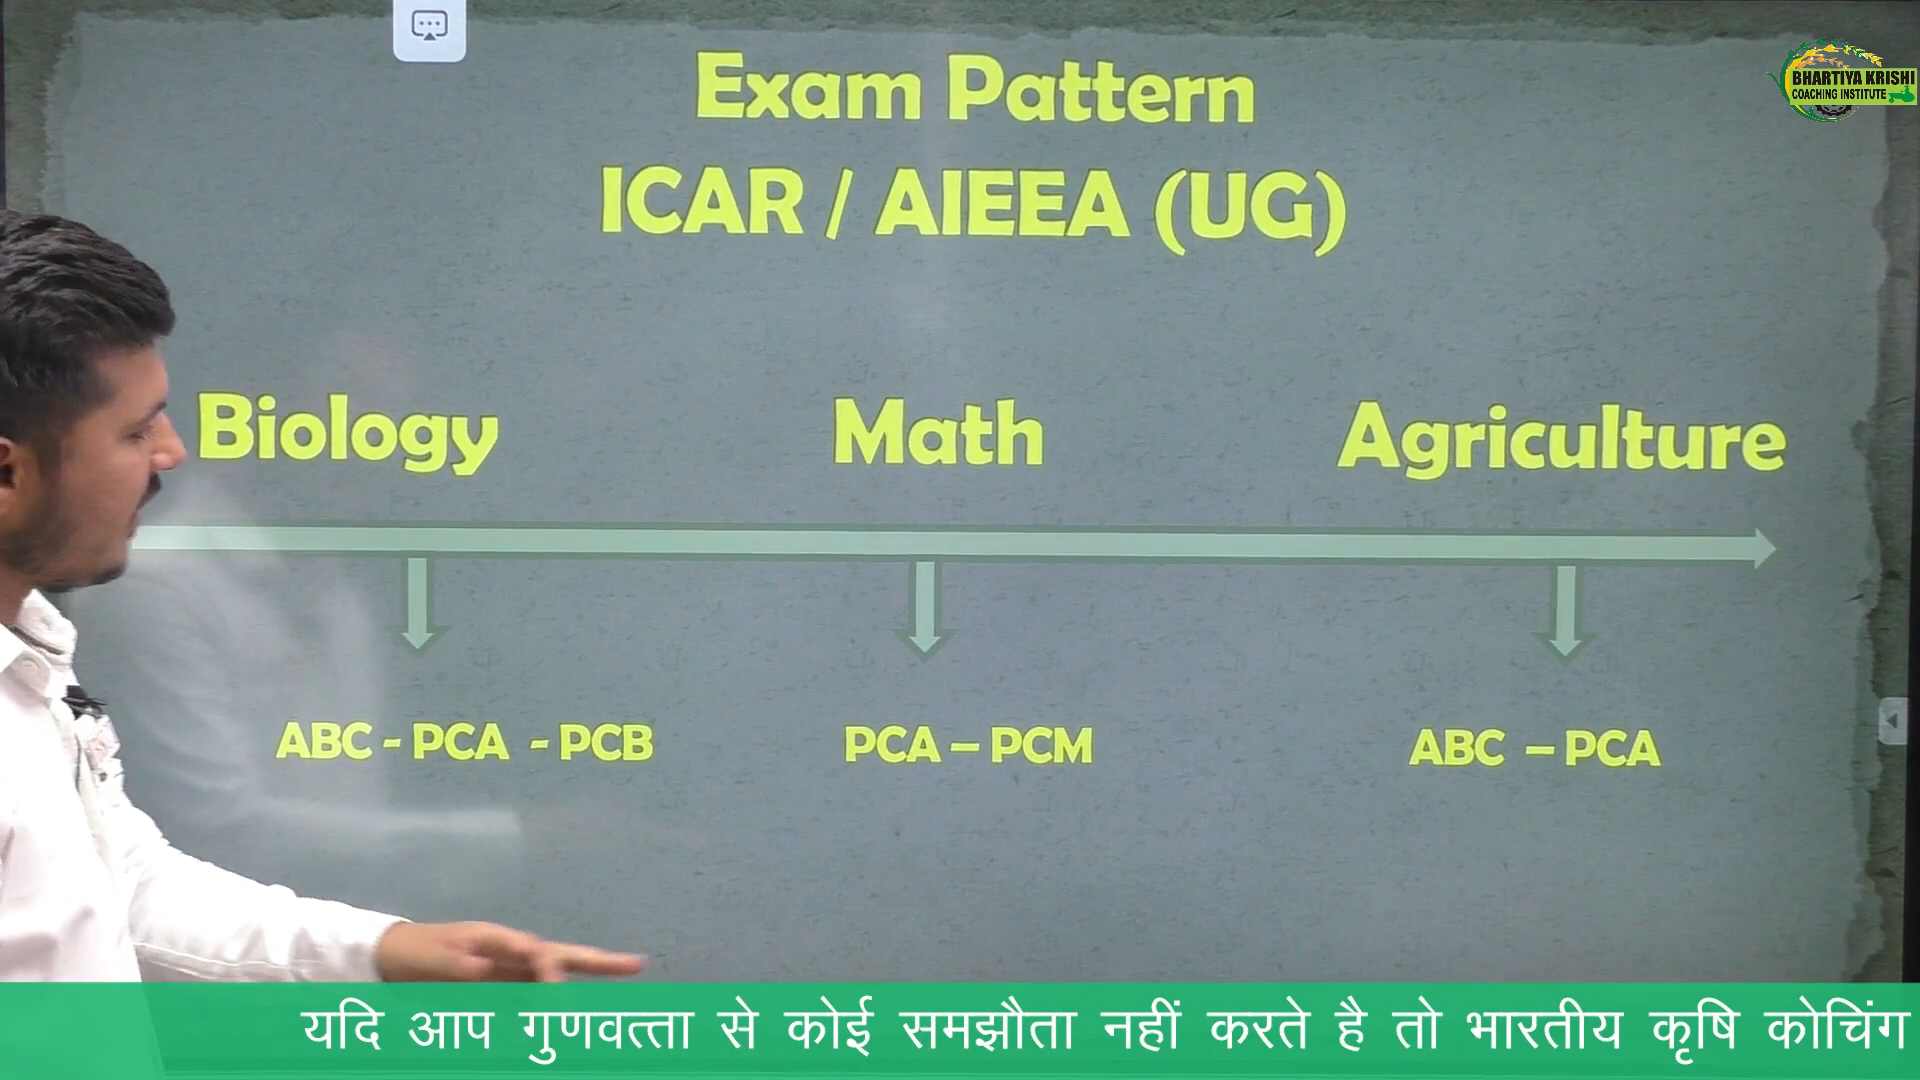 Exam Pattern
ICAR / AIEEA (UG)
BHARTIYA KRISHI
COACHING INSTITUTE
Biology
Math
Agriculture
ABC - PCA - PCB
PCA – PCM
ABC – PCA
यदि आप गुणवत्ता से कोई समझौता नहीं करते है तो भारतीय कृषि कोचिंग